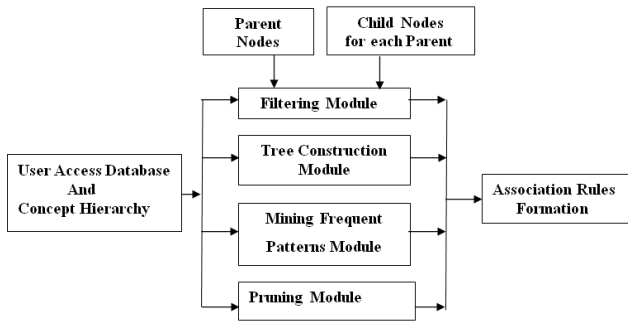 Parent
Nodes
Child Nodes
for each Parent
Filtering Module
Tree Construction
Module
User Access Database
And
Concept Hierarchy
Mining Frequent
Patterns Module
Association Rules
Formation
Pruning Module